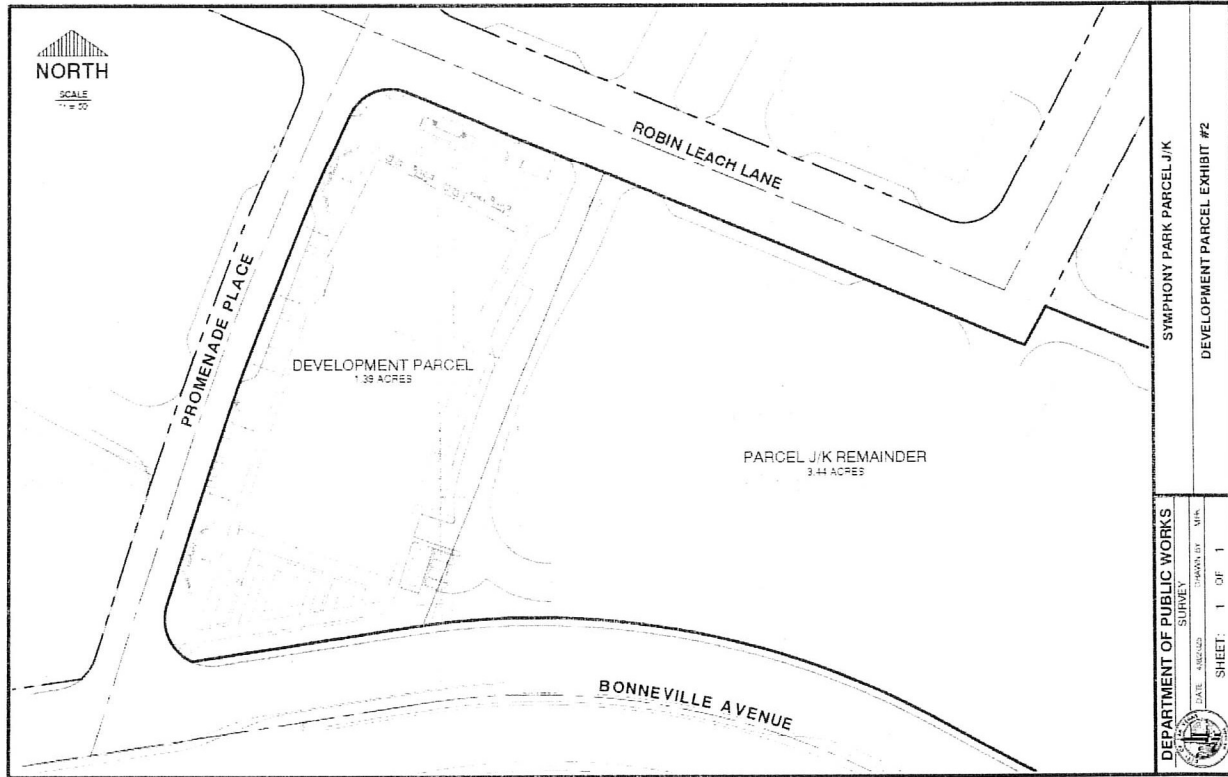 NORTH
SCALE
ROBIN LEACH LANE
PROMENADE PLACE
DEVELOPMENT PARCEL
1.39 ACRES
PARCEL J/K REMAINDER
3.44 ACRES
BONNEVILLE AVENUE
SYMPHONY PARK PARCEL J/K
DEVELOPMENT PARCEL EXHIBIT #2
DEPARTMENT OF PUBLIC WORKS
SURVEY
DATE
DRAWN BY
SHEET: 1 OF 1